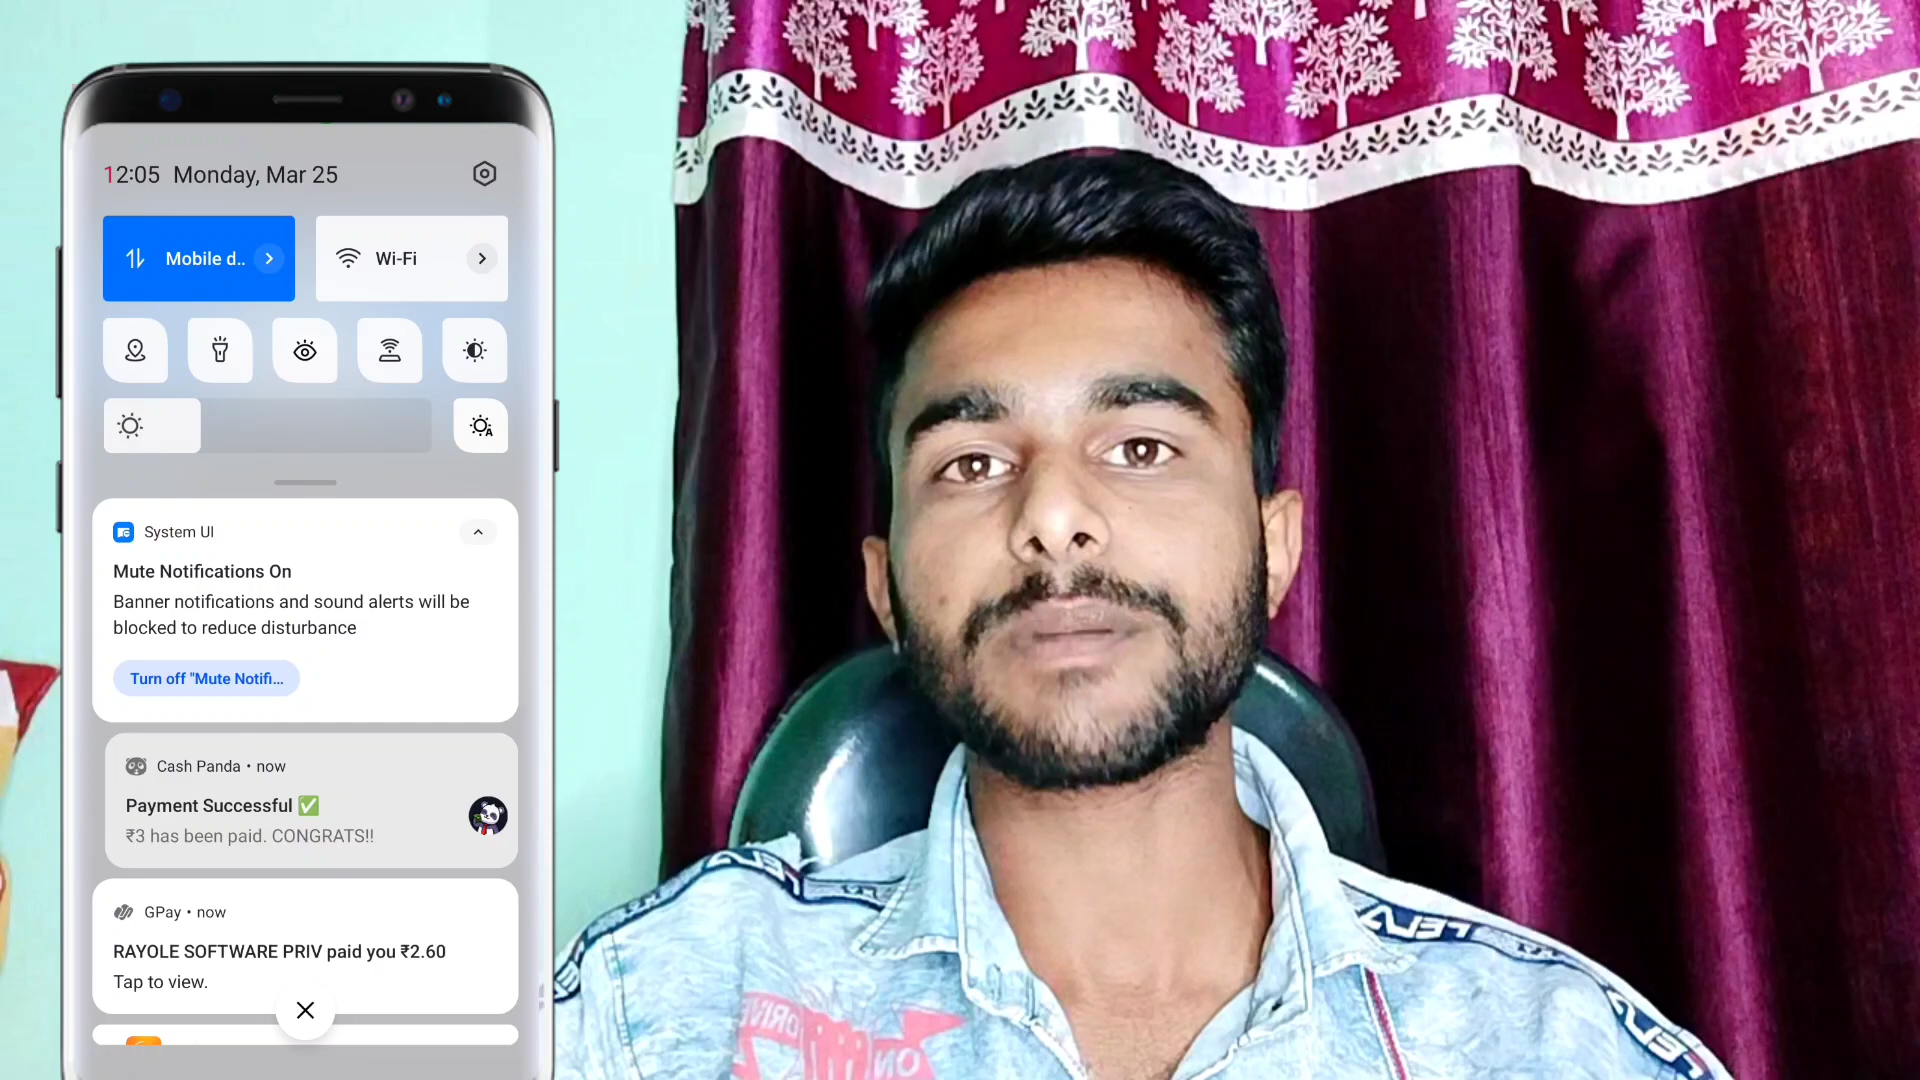 12:05 Monday, Mar 25
Mobile d..
Wi-Fi
System UI
Mute Notifications On
Banner notifications and sound alerts will be
blocked to reduce disturbance
Turn off "Mute Notifi...
Cash Panda • now
Payment Successful ✅
₹3 has been paid. CONGRATS!!
GPay • now
RAYOLE SOFTWARE PRIV paid you ₹2.60
Tap to view.